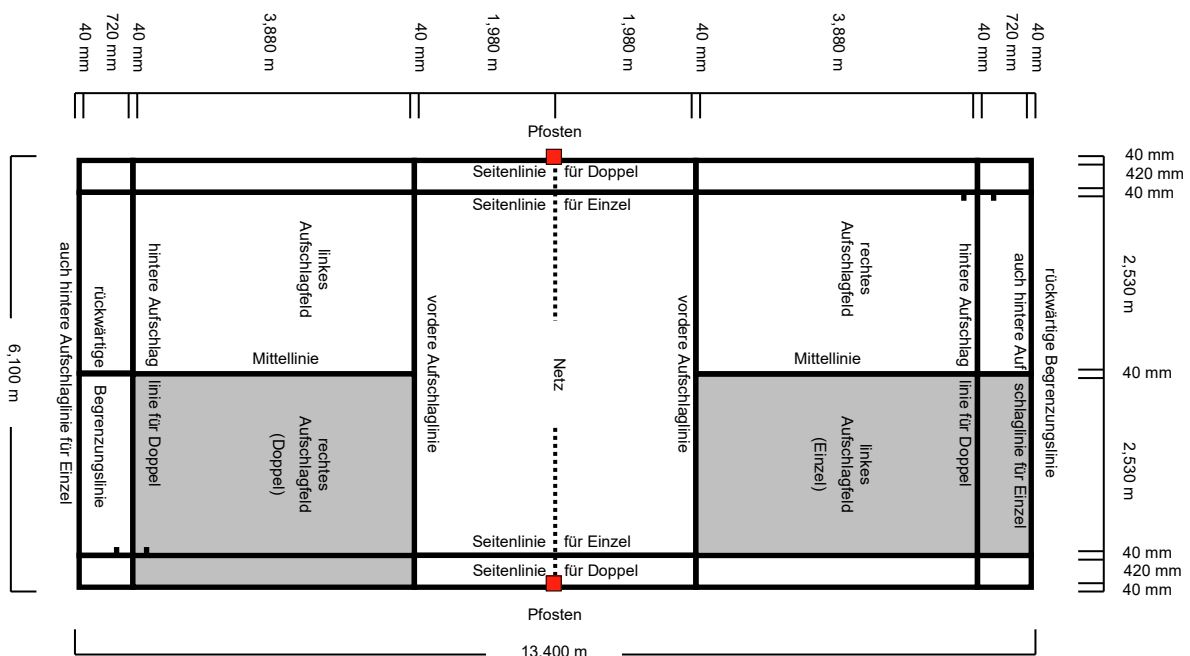 40 mm
720 mm
40 mm
3,880 m
1,980 m
1,980 m
40 mm
3,880 m
40 mm
720 mm
40 mm
Pfosten
Seitenlinie für Doppel
Seitenlinie für Einzel
40 mm
420 mm
40 mm
2,530 m
40 mm
2,530 m
40 mm
420 mm
40 mm
6,100 m
auch hintere Aufschlaglinie für Einzel
rückwärtige Begrenzungslinie
hintere Aufschlag linie für Doppel
linkes
Aufschlagfeld
Mittellinie
rechtes
Aufschlagfeld
(Doppel)
vordere Aufschlaglinie
Netz
vordere Aufschlaglinie
rechtes
Aufschlagfeld
Mittellinie
linkes
Aufschlagfeld
(Einzel)
hintere Aufschlag linie für Doppel
auch hintere Auf schlaglinie für Einzel
rückwärtige Begrenzungslinie
Seitenlinie für Einzel
Seitenlinie für Doppel
Pfosten
13,400 m